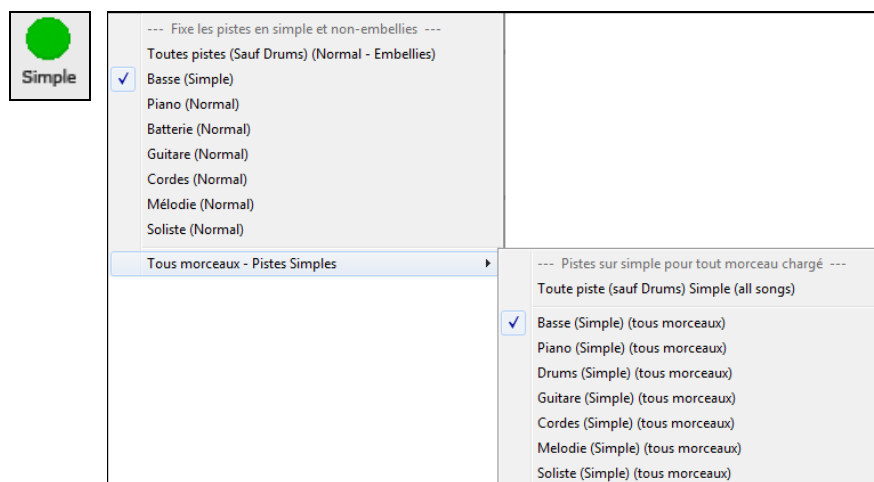 Simple
--- Fixe les pistes en simple et non-embellies ---
Toutes pistes (Sauf Drums) (Normal - Embellies)
Basse (Simple)
Piano (Normal)
Batterie (Normal)
Guitare (Normal)
Cordes (Normal)
Mélodie (Normal)
Soliste (Normal)
Tous morceaux - Pistes Simples
--- Pistes sur simple pour tout morceau chargé ---
Toute piste (sauf Drums) Simple (all songs)
Basse (Simple) (tous morceaux)
Piano (Simple) (tous morceaux)
Drums (Simple) (tous morceaux)
Guitare (Simple) (tous morceaux)
Cordes (Simple) (tous morceaux)
Melodie (Simple) (tous morceaux)
Soliste (Simple) (tous morceaux)